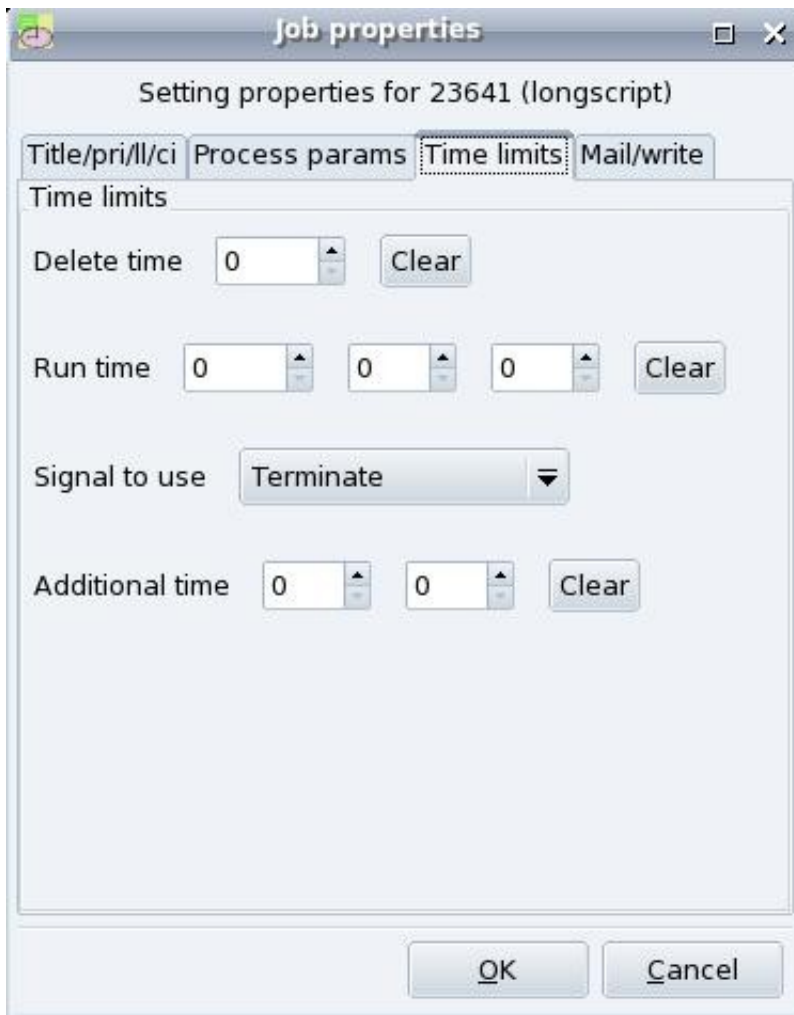 Job properties
Setting properties for 23641 (longscript)
Title/pri/ll/ci Process params Time limits Mail/write
Time limits
Delete time 0 Clear
Run time 0 0 0 Clear
Signal to use Terminate
Additional time 0 0 Clear
OK Cancel